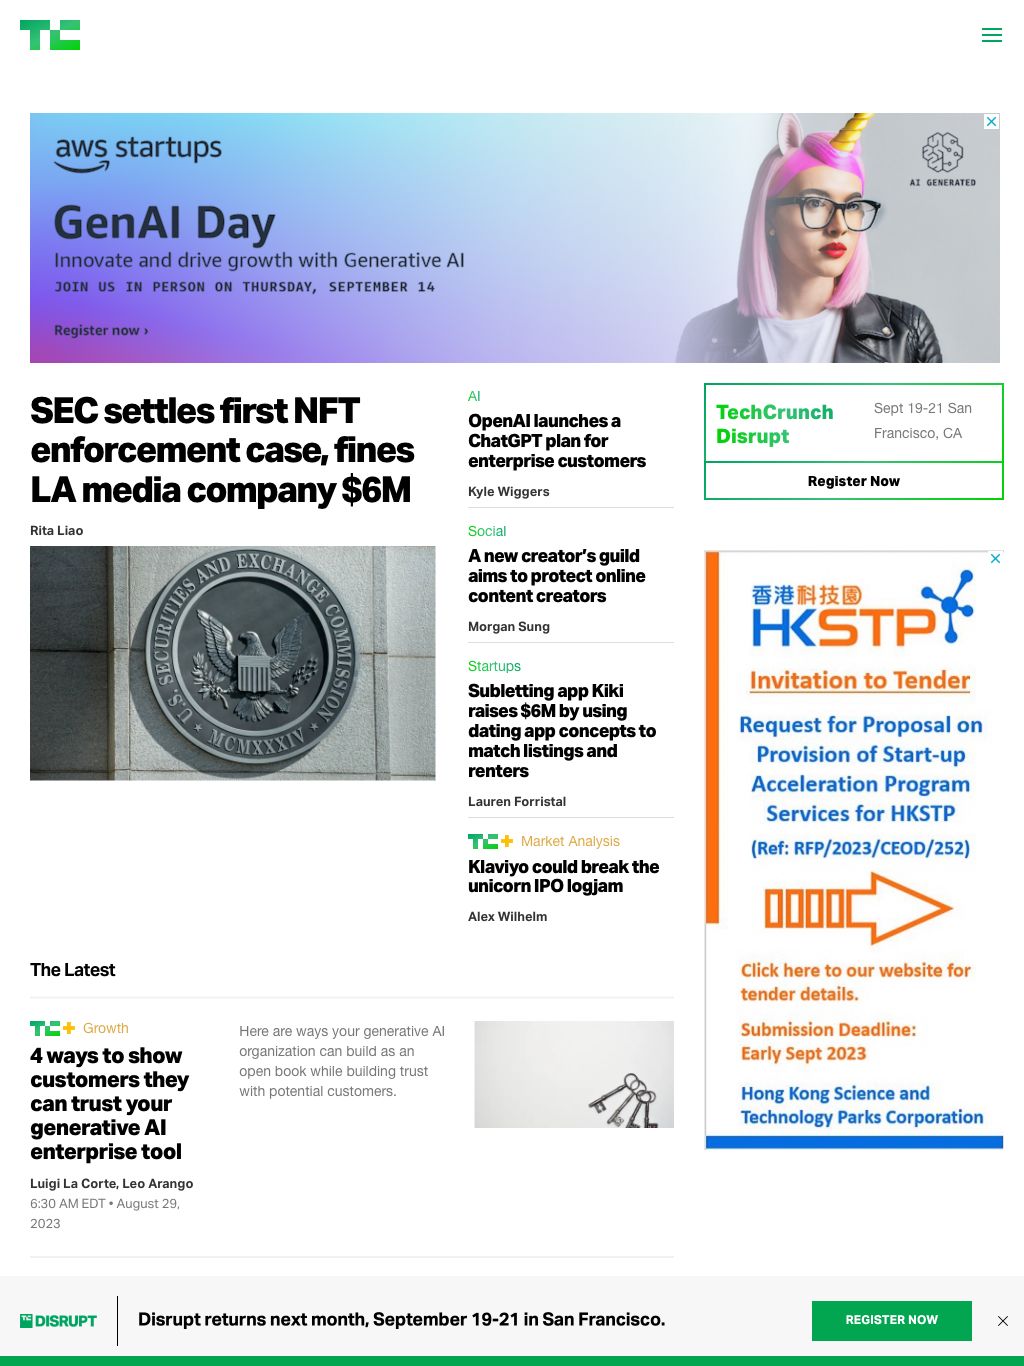 TC
aws startups
GenAI Day
Innovate and drive growth with Generative AI
JOIN US IN PERSON ON THURSDAY, SEPTEMBER 14
Register now ›
AI GENERATED
SEC settles first NFT
enforcement case, fines
LA media company $6M
Rita Liao
U.S. SECURITIES AND EXCHANGE COMMISSION
MCMXXXIV
AI
OpenAI launches a
ChatGPT plan for
enterprise customers
Kyle Wiggers
Social
A new creator’s guild
aims to protect online
content creators
Morgan Sung
Startups
Subletting app Kiki
raises $6M by using
dating app concepts to
match listings and
renters
Lauren Forristal
TC+ Market Analysis
Klaviyo could break the
unicorn IPO logjam
Alex Wilhelm
TechCrunch
Disrupt
Sept 19-21 San
Francisco, CA
Register Now
香港科技園
HKSTP
Invitation to Tender
Request for Proposal on
Provision of Start-up
Acceleration Program
Services for HKSTP
(Ref: RFP/2023/CEOD/252)
Click here to our website for
tender details.
Submission Deadline:
Early Sept 2023
Hong Kong Science and
Technology Parks Corporation
The Latest
TC+ Growth
4 ways to show
customers they
can trust your
generative AI
enterprise tool
Luigi La Corte, Leo Arango
6:30 AM EDT • August 29,
2023
Here are ways your generative AI
organization can build as an
open book while building trust
with potential customers.
TC DISRUPT
Disrupt returns next month, September 19-21 in San Francisco.
REGISTER NOW